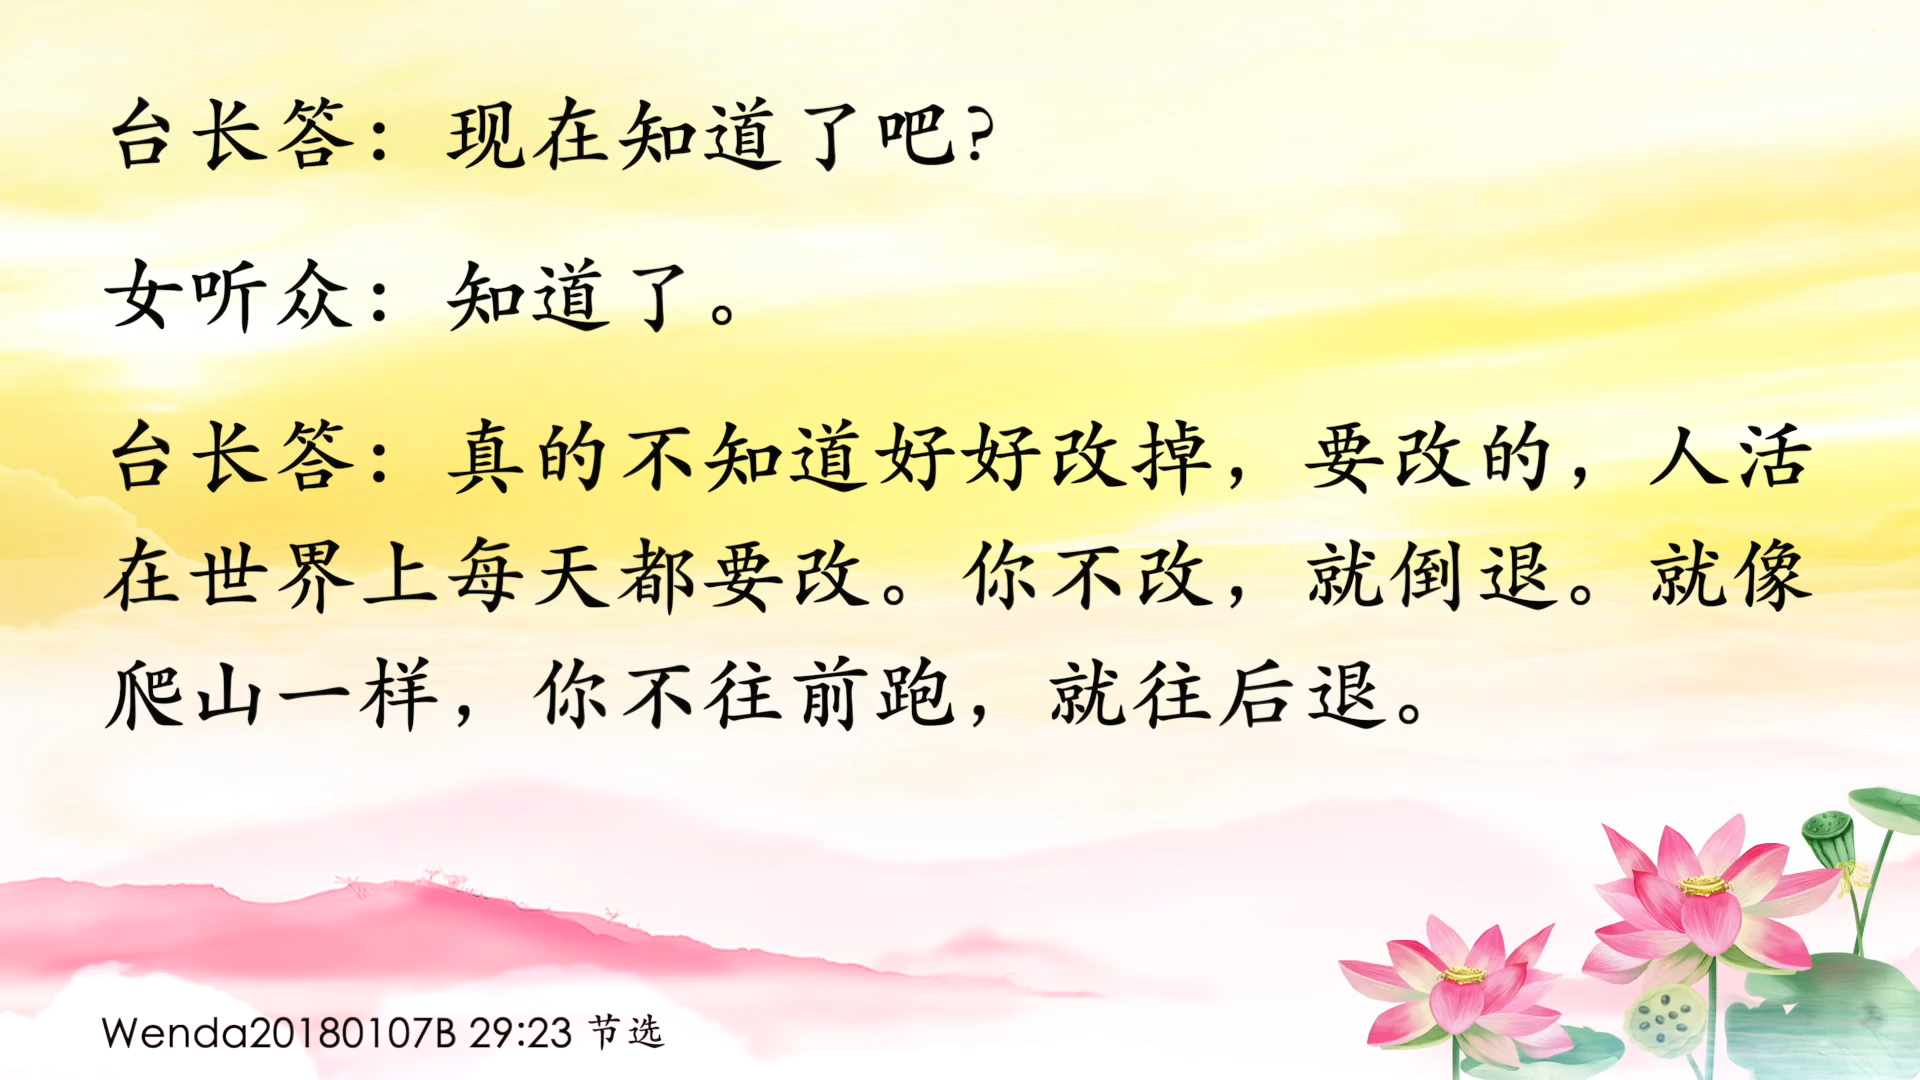 台长答：现在知道了吧？
女听众：知道了。
台长答：真的不知道好好改掉，要改的，人活
在世界上每天都要改。你不改，就倒退。就像
爬山一样，你不往前跑，就往后退。
Wenda20180107B 29:23 节选